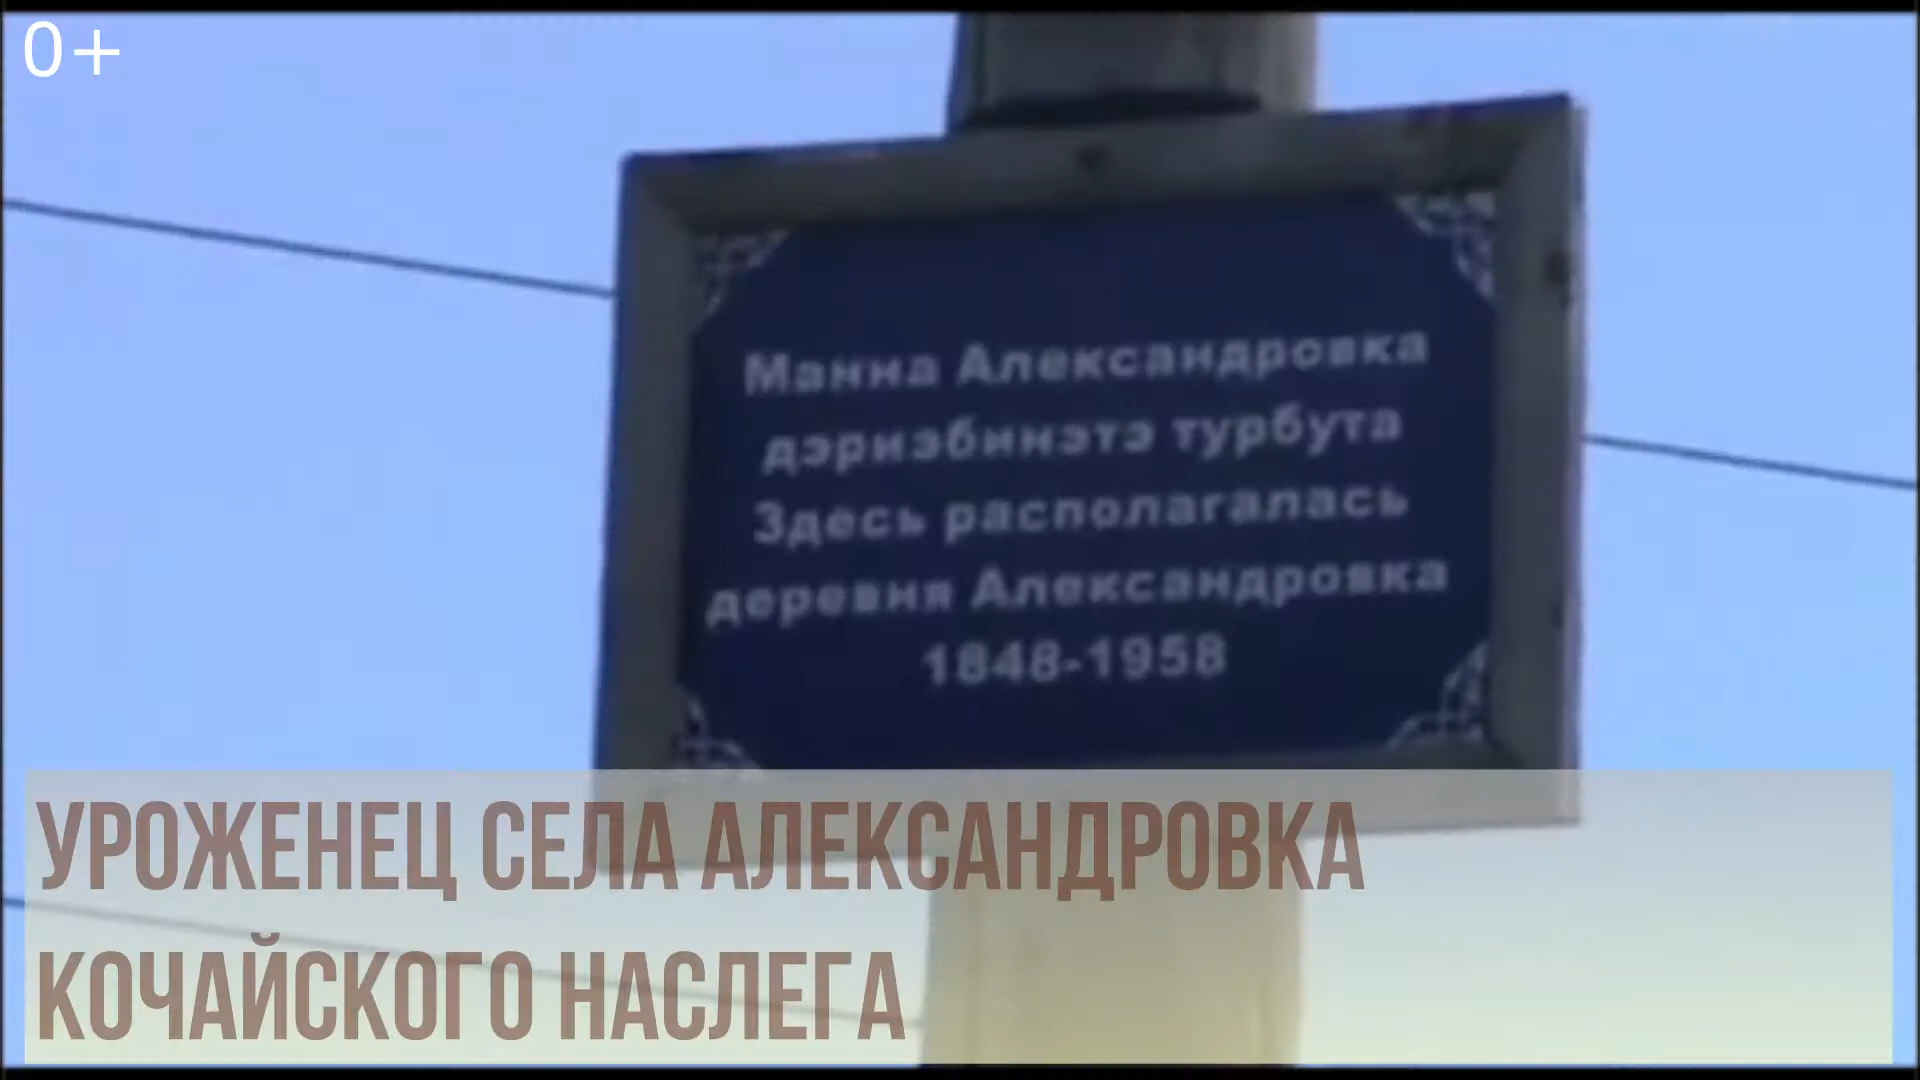 0+
Манна Александровка
дэриэбинэтэ турбута
Здесь располагалась
деревня Александровка
1848-1958
УРОЖЕНЕЦ СЕЛА АЛЕКСАНДРОВКА
КОЧАЙСКОГО НАСЛЕГА